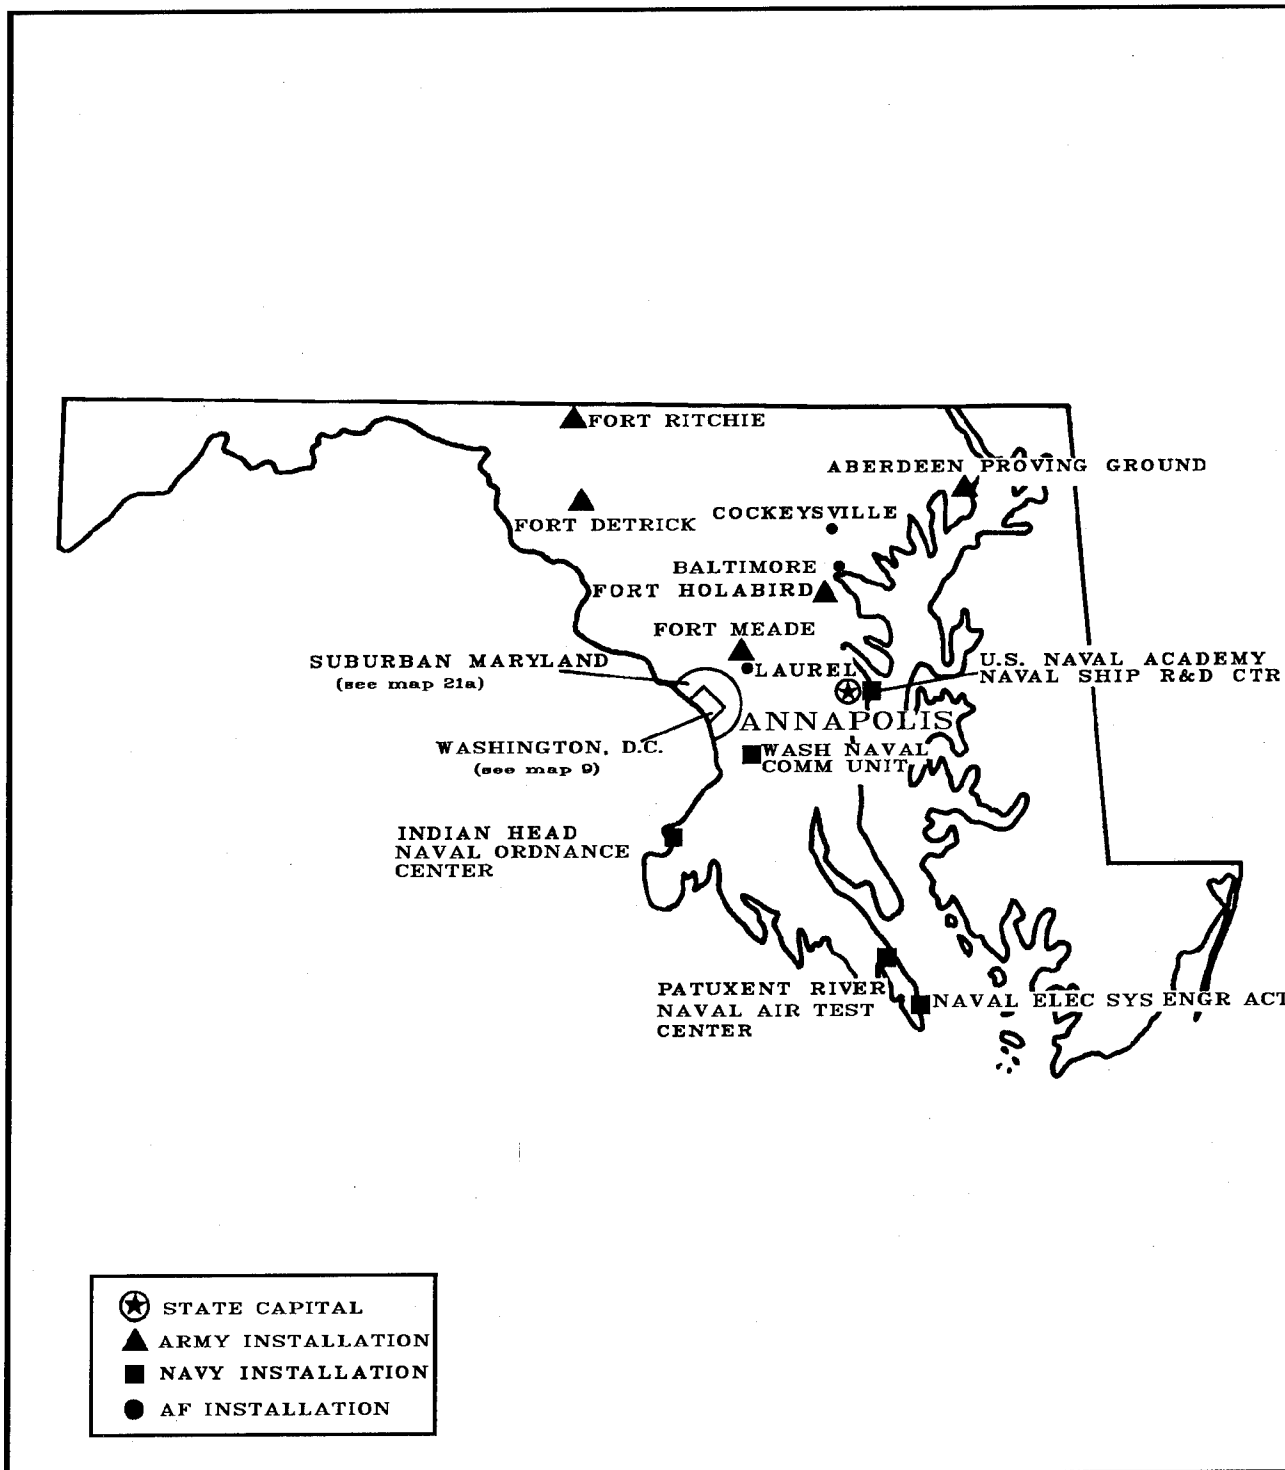 FORT RITCHIE
ABERDEEN PROVING GROUND
COCKEYSVILLE
FORT DETRICK
BALTIMORE
FORT HOLABIRD
FORT MEADE
SUBURBAN MARYLAND
(see map 21a)
LAUREL
U.S. NAVAL ACADEMY
NAVAL SHIP R&D CTR
ANNAPOLIS
WASHINGTON, D.C.
(see map 9)
WASH NAVAL
COMM UNIT
INDIAN HEAD
NAVAL ORDNANCE
CENTER
PATUXENT RIVER
NAVAL AIR TEST
CENTER
NAVAL ELEC SYS ENGR ACT
STATE CAPITAL
ARMY INSTALLATION
NAVY INSTALLATION
AF INSTALLATION